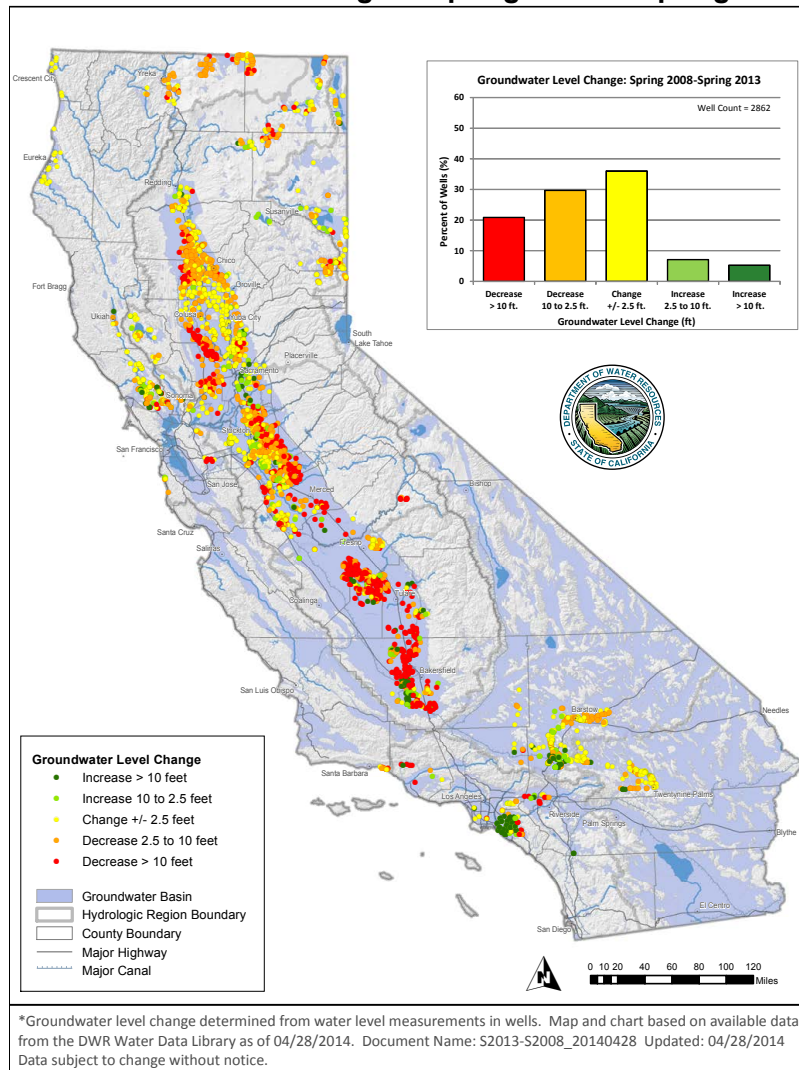 Groundwater Level Change: Spring 2008-Spring 2013
Well Count = 2862
Percent of Wells (%)
60
50
40
30
20
10
0
Decrease
> 10 ft.
Decrease
10 to 2.5 ft.
Change
+/- 2.5 ft.
Increase
2.5 to 10 ft.
Increase
> 10 ft.
Groundwater Level Change (ft)
DEPARTMENT OF WATER RESOURCES
STATE OF CALIFORNIA
Crescent City
Yreka
Eureka
Redding
Susanville
Chico
Oroville
Fort Bragg
Ukiah
Colusa
Yuba City
South
Lake Tahoe
Placerville
Sacramento
Sonoma
Stockton
San Francisco
San Jose
Merced
Bishop
Santa Cruz
Salinas
Fresno
Coalinga
Tulare
San Luis Obispo
Bakersfield
Barstow
Needles
Santa Barbara
Los Angeles
Riverside
Twentynine Palms
Palm Springs
Blythe
El Centro
San Diego
Groundwater Level Change
Increase > 10 feet
Increase 10 to 2.5 feet
Change +/- 2.5 feet
Decrease 2.5 to 10 feet
Decrease > 10 feet
Groundwater Basin
Hydrologic Region Boundary
County Boundary
Major Highway
Major Canal
N
0 10 20 40 60 80 100 120
Miles
*Groundwater level change determined from water level measurements in wells. Map and chart based on available data
from the DWR Water Data Library as of 04/28/2014. Document Name: S2013-S2008_20140428 Updated: 04/28/2014
Data subject to change without notice.